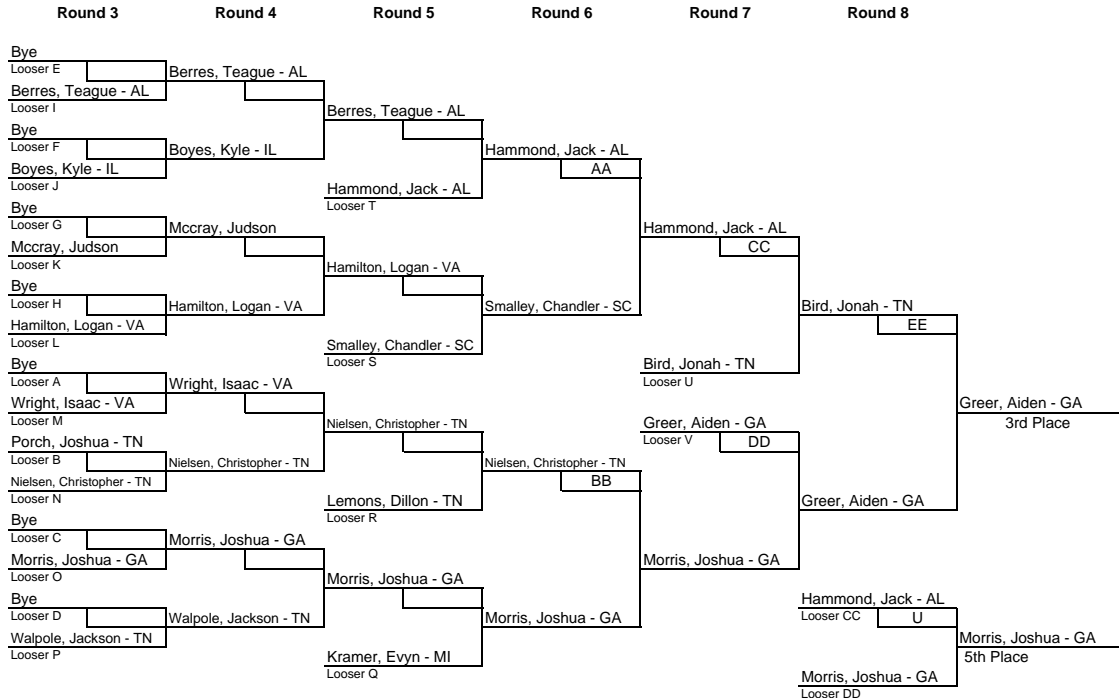 Round 3 Round 4 Round 5 Round 6 Round 7 Round 8
Bye
Looser E
Berres, Teague - AL
Berres, Teague - AL
Looser I
Berres, Teague - AL
Bye
Looser F
Boyes, Kyle - IL
Hammond, Jack - AL
Boyes, Kyle - IL
AA
Looser J
Hammond, Jack - AL
Looser T
Bye
Looser G
Mccray, Judson
Hammond, Jack - AL
Mccray, Judson
CC
Looser K
Hamilton, Logan - VA
Bye
Looser H
Hamilton, Logan - VA
Smalley, Chandler - SC
Bird, Jonah - TN
Hamilton, Logan - VA
EE
Looser L
Smalley, Chandler - SC
Looser S
Bye
Bird, Jonah - TN
Looser A
Looser U
Wright, Isaac - VA
Wright, Isaac - VA
Greer, Aiden - GA
Looser M
3rd Place
Nielsen, Christopher - TN
Greer, Aiden - GA
Porch, Joshua - TN
Looser V
DD
Looser B
Nielsen, Christopher - TN
Nielsen, Christopher - TN
Nielsen, Christopher - TN
BB
Looser N
Lemons, Dillon - TN
Greer, Aiden - GA
Looser R
Bye
Looser C
Morris, Joshua - GA
Morris, Joshua - GA
Morris, Joshua - GA
Looser O
Morris, Joshua - GA
Bye
Hammond, Jack - AL
Looser D
Walpole, Jackson - TN
Morris, Joshua - GA
Looser CC
U
Walpole, Jackson - TN
Morris, Joshua - GA
Looser P
Kramer, Evyn - MI
5th Place
Looser Q
Morris, Joshua - GA
Looser DD